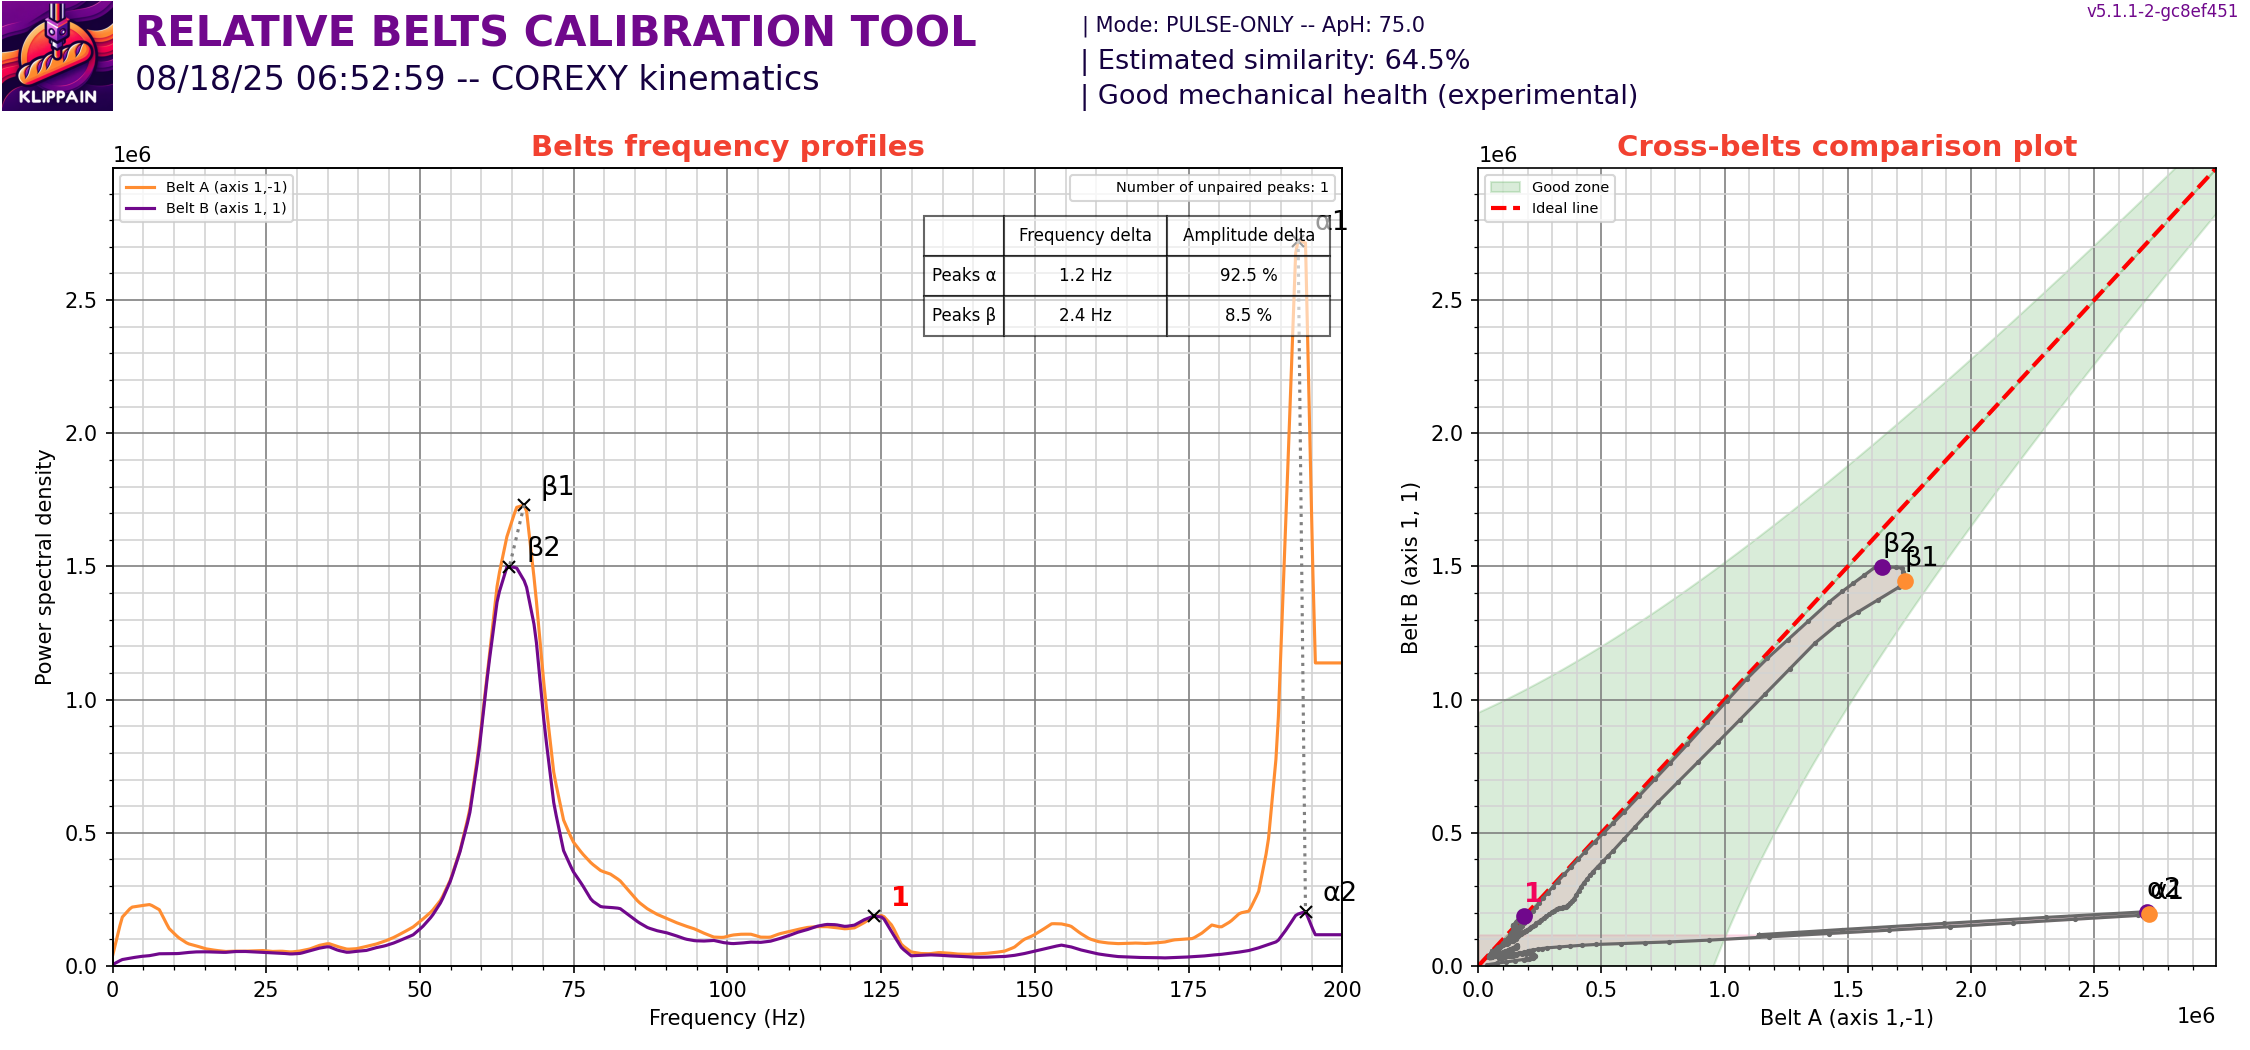 KLIPPAIN
RELATIVE BELTS CALIBRATION TOOL
08/18/25 06:52:59 -- COREXY kinematics
| Mode: PULSE-ONLY -- ApH: 75.0
| Estimated similarity: 64.5%
| Good mechanical health (experimental)
v5.1.1-2-gc8ef451
Belts frequency profiles
1e6
Belt A (axis 1,-1)
Belt B (axis 1, 1)
Number of unpaired peaks: 1
Frequency delta Amplitude delta
Peaks α 1.2 Hz 92.5 %
Peaks β 2.4 Hz 8.5 %
α1
β1
β2
1
α2
2.5
2.0
1.5
1.0
0.5
0.0
Power spectral density
0 25 50 75 100 125 150 175 200
Frequency (Hz)
Cross-belts comparison plot
1e6
Good zone
Ideal line
β2
β1
1
α2
α1
2.5
2.0
1.5
1.0
0.5
0.0
Belt B (axis 1, 1)
0.0 0.5 1.0 1.5 2.0 2.5
Belt A (axis 1,-1)
1e6